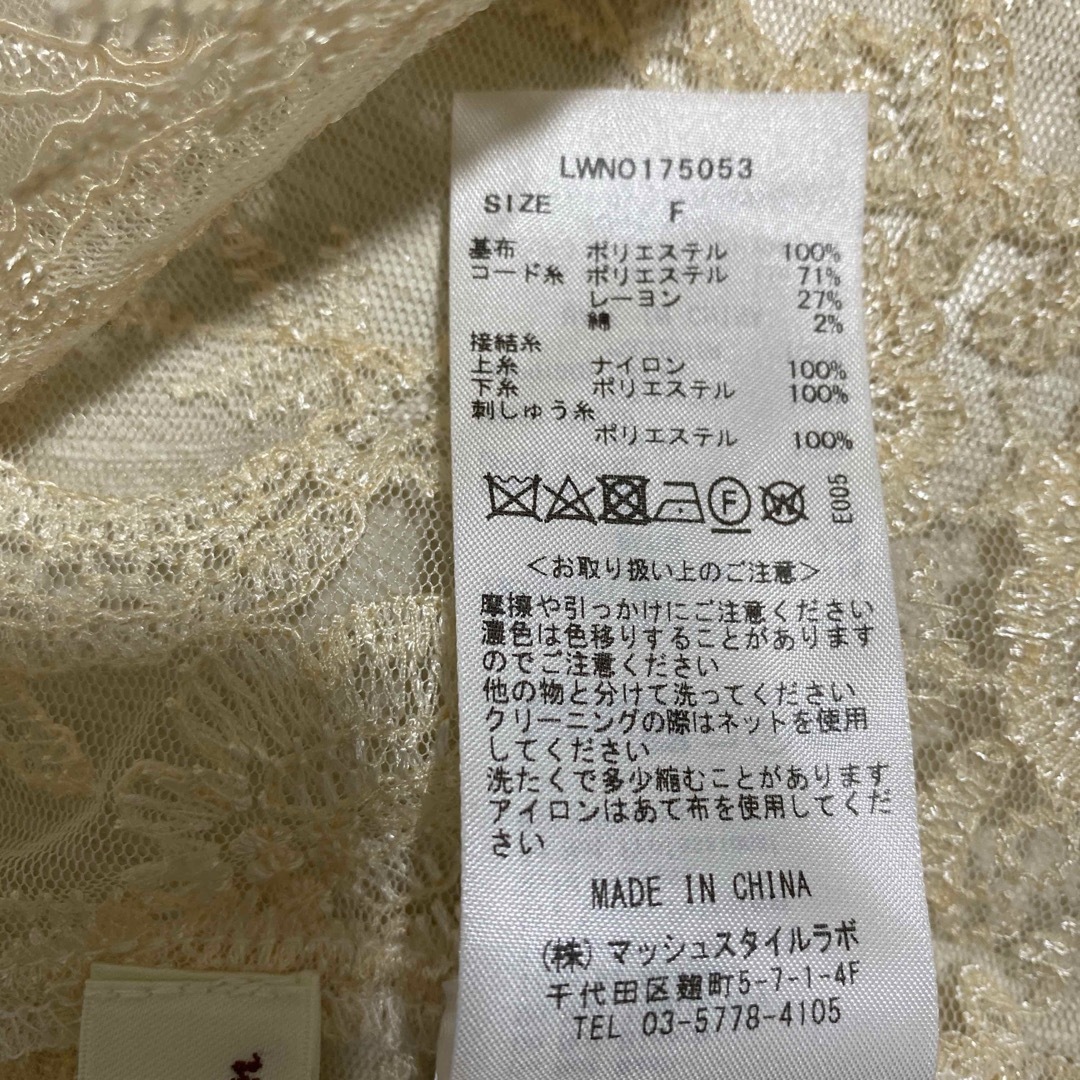 LWNO175053
SIZE F
基布 ポリエステル 100%
コード糸 ポリエステル 71%
レーヨン 27%
綿 2%
接結糸
上糸 ナイロン 100%
下糸 ポリエステル 100%
刺しゅう糸
ポリエステル 100%
F W E005
<お取り扱い上のご注意>
摩擦や引っかけにご注意ください
濃色は色移りすることがあります
のでご注意ください
他の物と分けて洗ってください
クリーニングの際はネットを使用
してください
洗たくで多少縮むことがあります
アイロンはあて布を使用してくだ
さい
MADE IN CHINA
(株)マッシュスタイルラボ
千代田区麹町5-7-1-4F
TEL 03-5778-4105